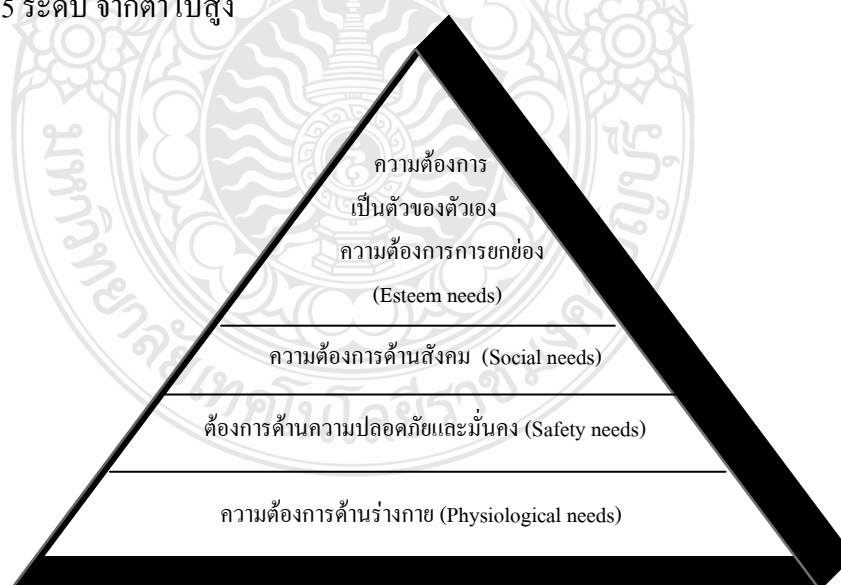 5 ระดับ จากต่ำไปสูง
ความต้องการ
เป็นตัวของตัวเอง
ความต้องการการยกย่อง
(Esteem needs)
ความต้องการด้านสังคม (Social needs)
ต้องการด้านความปลอดภัยและมั่นคง (Safety needs)
ความต้องการด้านร่างกาย (Physiological needs)